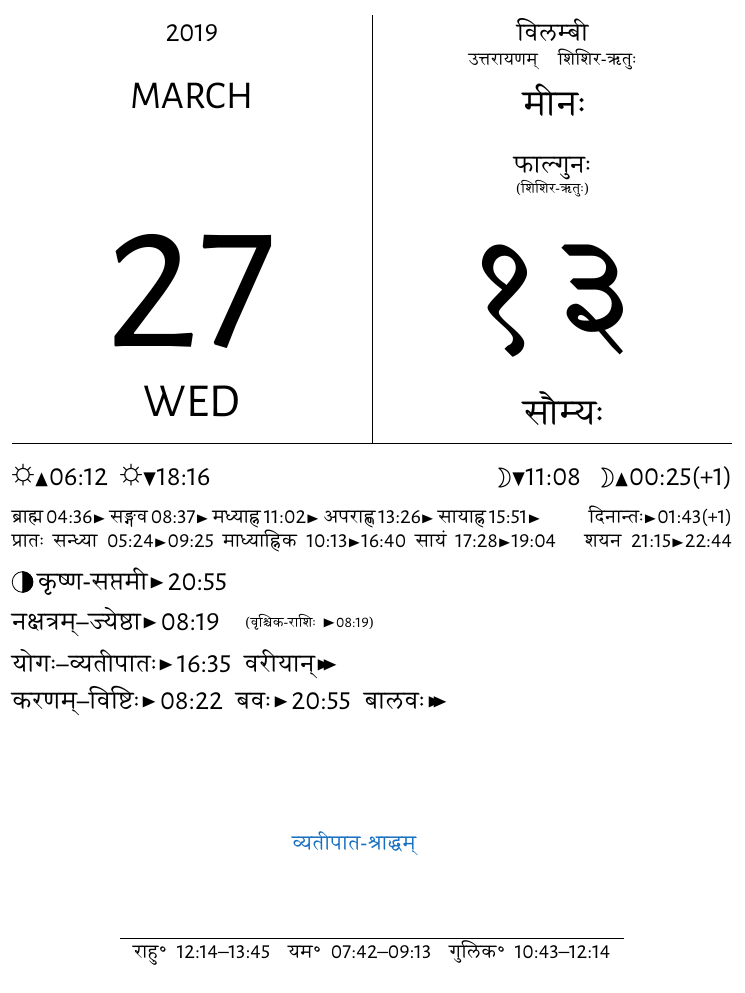 2019
MARCH
27
WED
विलम्बी
उत्तरायणम् शिशिर-ऋतुः
मीनः
फाल्गुनः
(शिशिर-ऋतुः)
१३
सौम्यः
☼▲06:12 ☼▼18:16 ☽▼11:08 ☽▲00:25(+1)
ब्राह्म 04:36► सङ्गव 08:37► मध्याह्न 11:02► अपराह्ण 13:26► सायाह्न 15:51► दिनान्तः►01:43(+1)
प्रातः सन्ध्या 05:24►09:25 माध्याह्निक 10:13►16:40 सायं 17:28►19:04 शयन 21:15►22:44
◑ कृष्ण-सप्तमी►20:55
नक्षत्रम्–ज्येष्ठा►08:19 (वृश्चिक-राशिः ►08:19)
योगः–व्यतीपातः►16:35 वरीयान्►►
करणम्–विष्टिः►08:22 बवः►20:55 बालवः►►
व्यतीपात-श्राद्धम्
राहु° 12:14–13:45 यम° 07:42–09:13 गुलिक° 10:43–12:14